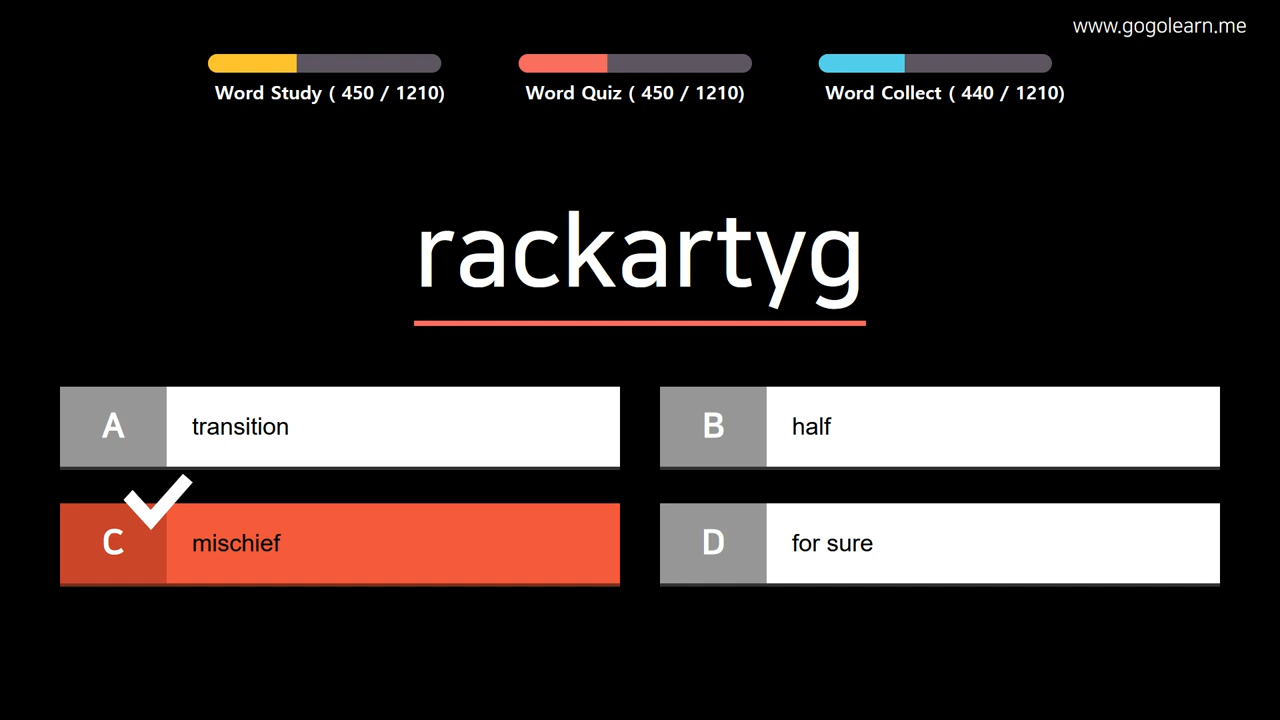 www.gogolearn.me
Word Study ( 450 / 1210)
Word Quiz ( 450 / 1210)
Word Collect ( 440 / 1210)
rackartyg
A transition
B half
C mischief
D for sure